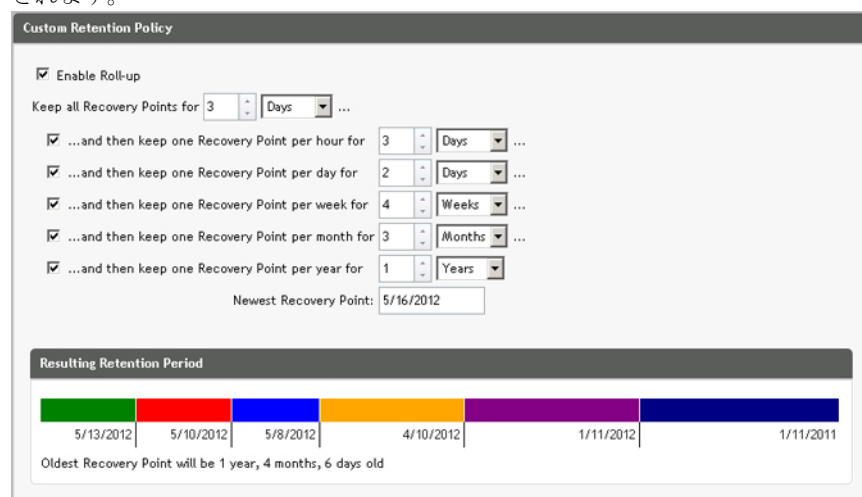 されます。
Custom Retention Policy
Enable Roll-up
Keep all Recovery Points for 3 Days ...
...and then keep one Recovery Point per hour for 3 Days ...
...and then keep one Recovery Point per day for 2 Days ...
...and then keep one Recovery Point per week for 4 Weeks ...
...and then keep one Recovery Point per month for 3 Months ...
...and then keep one Recovery Point per year for 1 Years
Newest Recovery Point: 5/16/2012
Resulting Retention Period
5/13/2012 5/10/2012 5/8/2012 4/10/2012 1/11/2012 1/11/2011
Oldest Recovery Point will be 1 year, 4 months, 6 days old